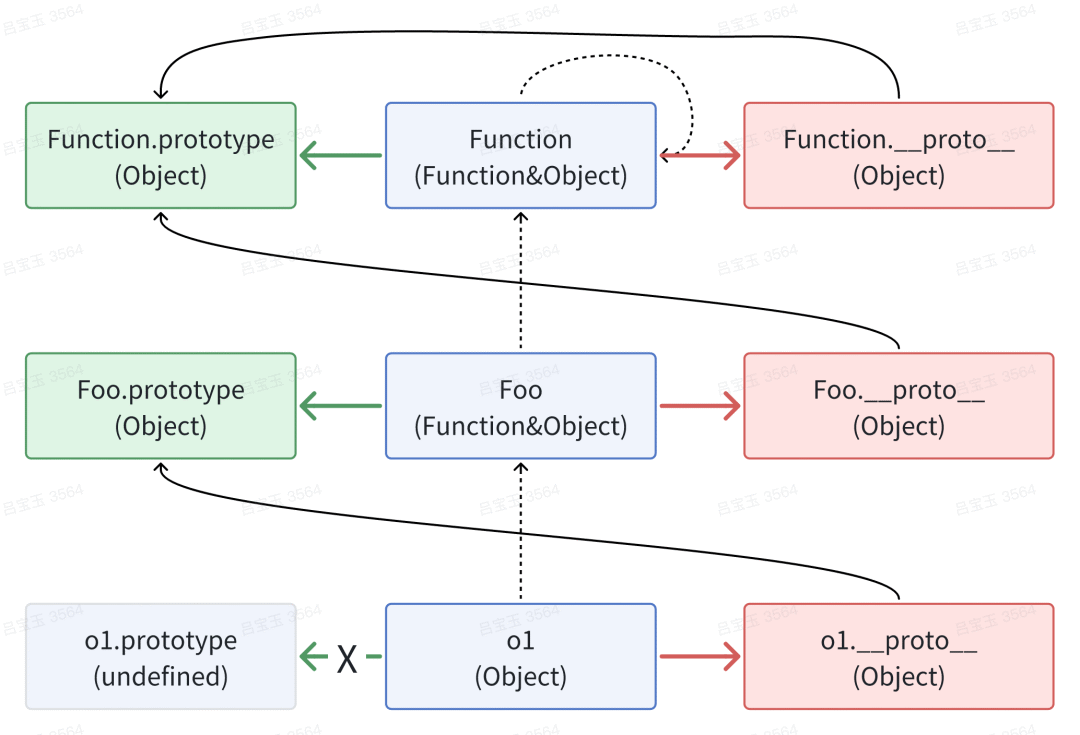 Function.prototype
(Object)
Function
(Function&Object)
Function.__proto__
(Object)
Foo.prototype
(Object)
Foo
(Function&Object)
Foo.__proto__
(Object)
o1.prototype
(undefined)
X
o1
(Object)
o1.__proto__
(Object)
吕宝玉 3564